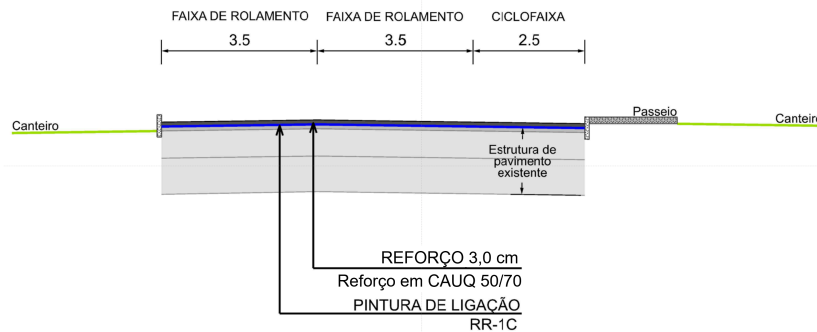 FAIXA DE ROLAMENTO FAIXA DE ROLAMENTO CICLOFAIXA
3.5 3.5 2.5
Canteiro Passeio Canteiro
Estrutura de
pavimento
existente
REFORÇO 3,0 cm
Reforço em CAUQ 50/70
PINTURA DE LIGAÇÃO
RR-1C